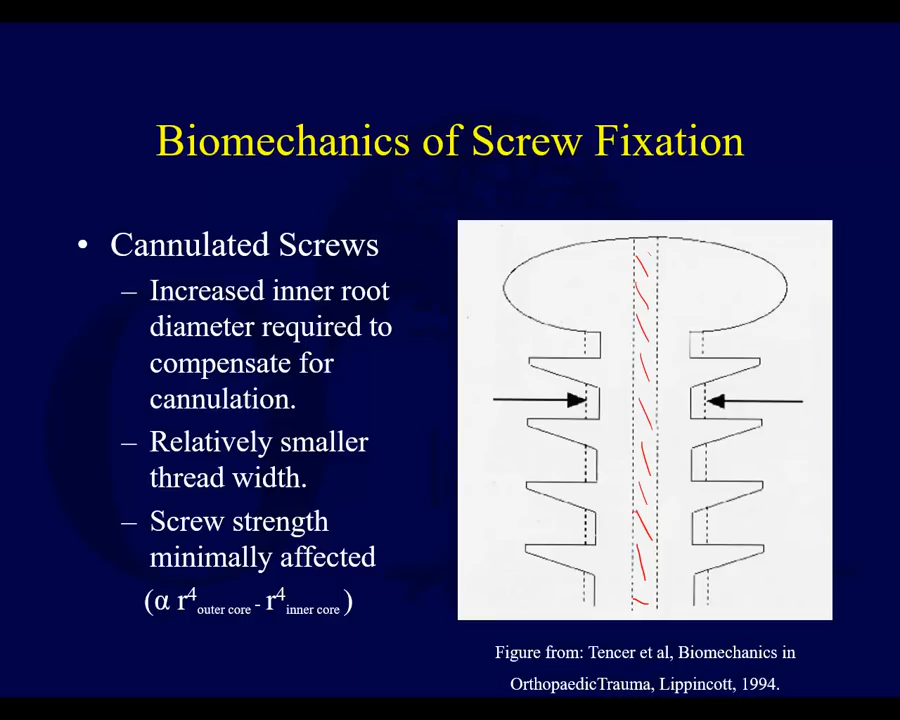 Biomechanics of Screw Fixation
• Cannulated Screws
– Increased inner root
diameter required to
compensate for
cannulation.
– Relatively smaller
thread width.
– Screw strength
minimally affected
(α r⁴ outer core - r⁴ inner core )
Figure from: Tencer et al, Biomechanics in
OrthopaedicTrauma, Lippincott, 1994.